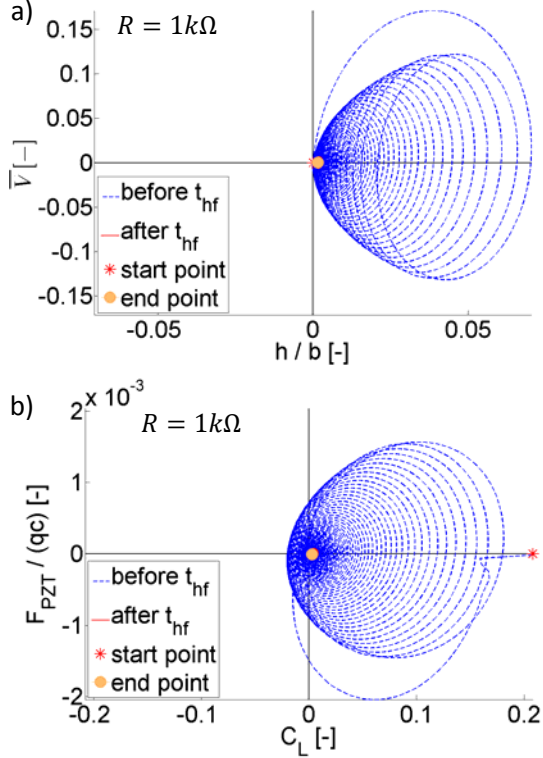 a)
R = 1kΩ
0.15
0.1
0.05
0
-0.05
-0.1
-0.15
V̅ [−]
before t_hf
after t_hf
start point
end point
-0.05
0
0.05
h / b [-]
b)
x 10⁻³
R = 1kΩ
2
1
0
-1
-2
F_PZT / (qc) [-]
before t_hf
after t_hf
start point
end point
-0.2
-0.1
0
0.1
0.2
C_L [-]